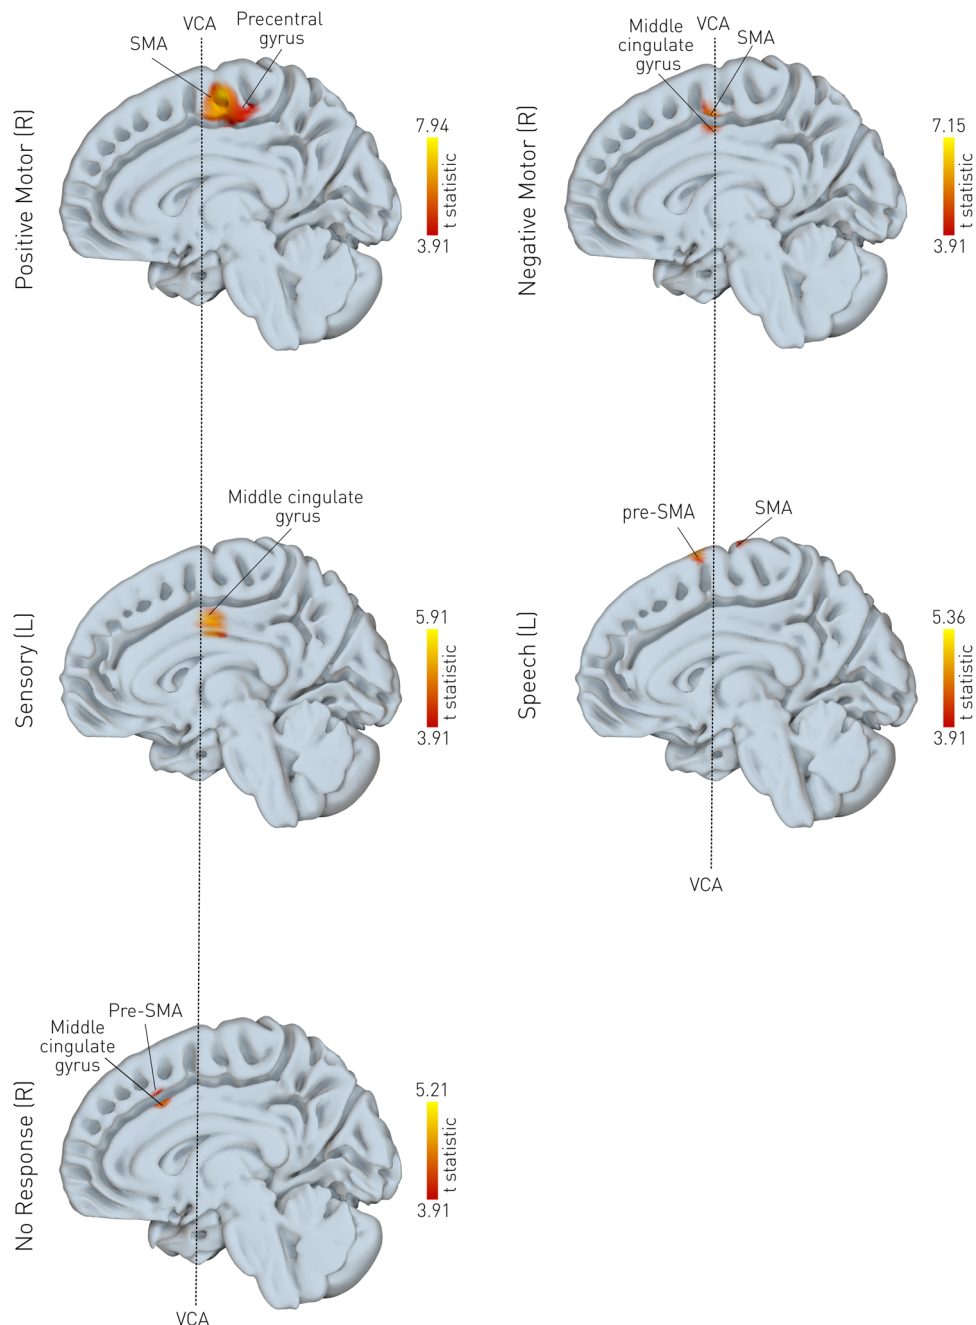 VCA
Precentral
gyrus
SMA
Positive Motor (R)
7.94
t statistic
3.91
VCA
Middle
cingulate
gyrus
SMA
Negative Motor (R)
7.15
t statistic
3.91
Middle cingulate
gyrus
Sensory (L)
5.91
t statistic
3.91
pre-SMA
SMA
Speech (L)
5.36
t statistic
3.91
VCA
Pre-SMA
Middle
cingulate
gyrus
No Response (R)
5.21
t statistic
3.91
VCA